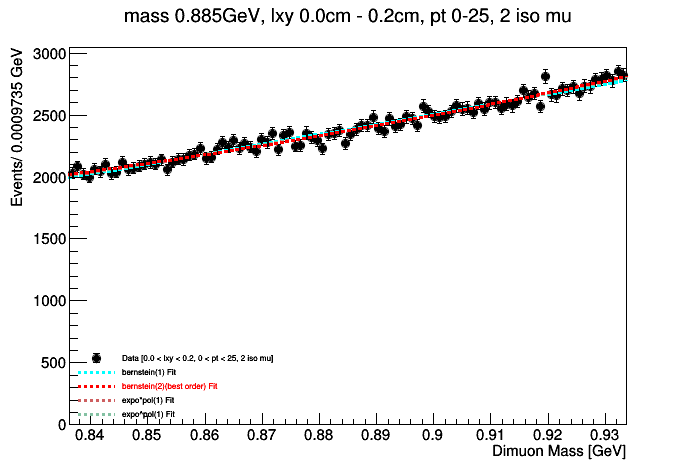 mass 0.885GeV, lxy 0.0cm - 0.2cm, pt 0-25, 2 iso mu
Events/ 0.0009735 GeV
3000
2500
2000
1500
1000
500
0
Data [0.0 < lxy < 0.2, 0 < pt < 25, 2 iso mu]
bernstein(1) Fit
bernstein(2)(best order) Fit
expo*pol(1) Fit
expo*pol(1) Fit
0.84 0.85 0.86 0.87 0.88 0.89 0.9 0.91 0.92 0.93
Dimuon Mass [GeV]